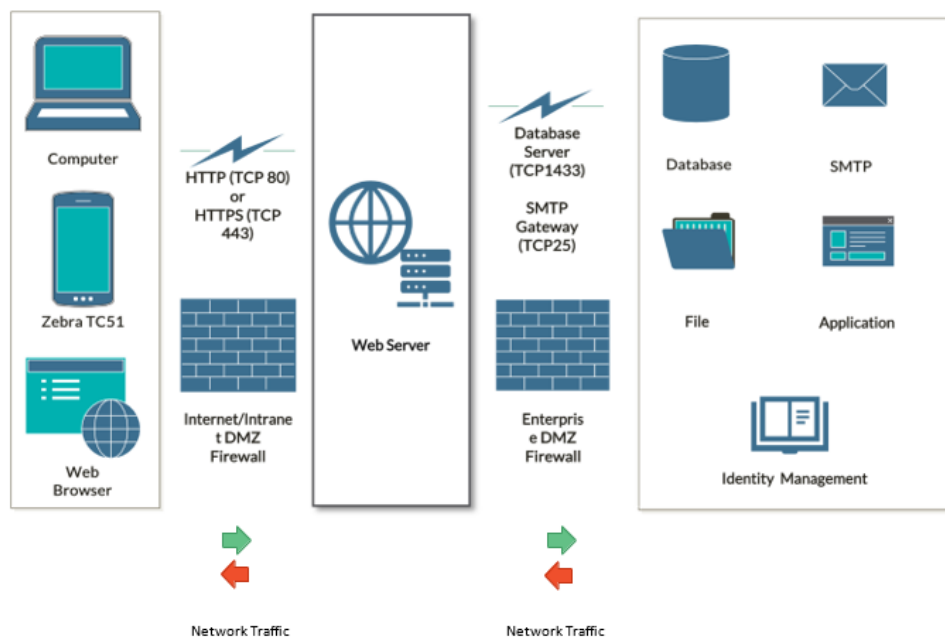 Computer
Zebra TC51
Web
Browser
HTTP (TCP 80)
or
HTTPS (TCP
443)
Internet/Intrane
t DMZ
Firewall
Web Server
Database
Server
(TCP1433)
SMTP
Gateway
(TCP25)
Enterpris
e DMZ
Firewall
Database
SMTP
File
Application
Identity Management
Network Traffic
Network Traffic